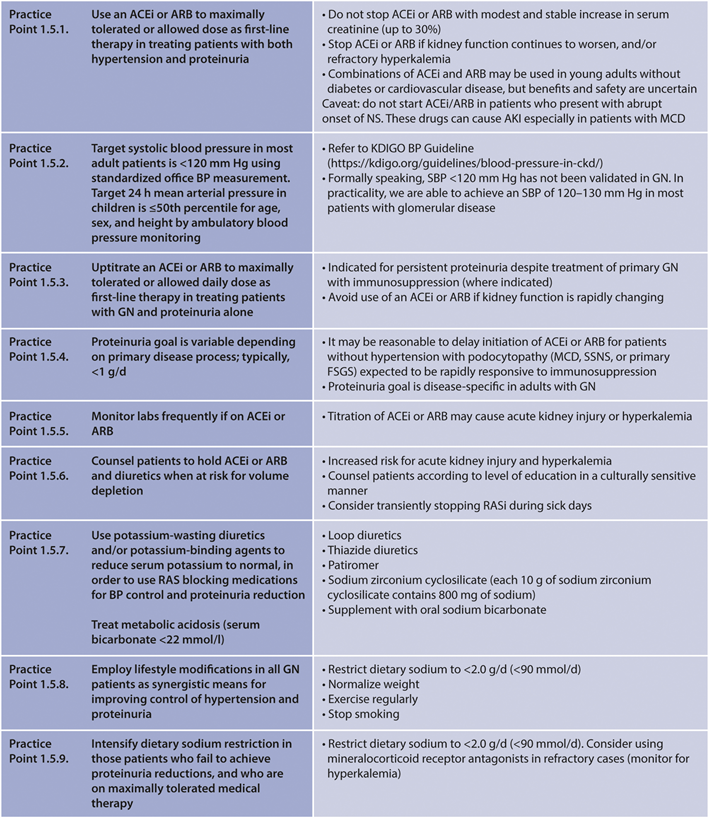 Practice Point 1.5.1.
Use an ACEi or ARB to maximally
tolerated or allowed dose as first-line
therapy in treating patients with both
hypertension and proteinuria
• Do not stop ACEi or ARB with modest and stable increase in serum
creatinine (up to 30%)
• Stop ACEi or ARB if kidney function continues to worsen, and/or
refractory hyperkalemia
• Combinations of ACEi and ARB may be used in young adults without
diabetes or cardiovascular disease, but benefits and safety are uncertain
Caveat: do not start ACEi/ARB in patients who present with abrupt
onset of NS. These drugs can cause AKI especially in patients with MCD
Practice
Point 1.5.2.
Target systolic blood pressure in most
adult patients is <120 mm Hg using
standardized office BP measurement.
Target 24 h mean arterial pressure in
children is ≤50th percentile for age,
sex, and height by ambulatory blood
pressure monitoring
• Refer to KDIGO BP Guideline
(https://kdigo.org/guidelines/blood-pressure-in-ckd/)
• Formally speaking, SBP <120 mm Hg has not been validated in GN. In
practicality, we are able to achieve an SBP of 120–130 mm Hg in most
patients with glomerular disease
Practice
Point 1.5.3.
Uptitrate an ACEi or ARB to maximally
tolerated or allowed daily dose as
first-line therapy in treating patients
with GN and proteinuria alone
• Indicated for persistent proteinuria despite treatment of primary GN
with immunosuppression (where indicated)
• Avoid use of an ACEi or ARB if kidney function is rapidly changing
Practice
Point 1.5.4.
Proteinuria goal is variable depending
on primary disease process; typically,
<1 g/d
• It may be reasonable to delay initiation of ACEi or ARB for patients
without hypertension with podocytopathy (MCD, SSNS, or primary
FSGS) expected to be rapidly responsive to immunosuppression
• Proteinuria goal is disease-specific in adults with GN
Practice
Point 1.5.5.
Monitor labs frequently if on ACEi or
ARB
• Titration of ACEi or ARB may cause acute kidney injury or hyperkalemia
Practice
Point 1.5.6.
Counsel patients to hold ACEi or ARB
and diuretics when at risk for volume
depletion
• Increased risk for acute kidney injury and hyperkalemia
• Counsel patients according to level of education in a culturally sensitive
manner
• Consider transiently stopping RASi during sick days
Practice
Point 1.5.7.
Use potassium-wasting diuretics
and/or potassium-binding agents to
reduce serum potassium to normal, in
order to use RAS blocking medications
for BP control and proteinuria reduction
Treat metabolic acidosis (serum
bicarbonate <22 mmol/l)
• Loop diuretics
• Thiazide diuretics
• Patiromer
• Sodium zirconium cyclosilicate (each 10 g of sodium zirconium
cyclosilicate contains 800 mg of sodium)
• Supplement with oral sodium bicarbonate
Practice
Point 1.5.8.
Employ lifestyle modifications in all GN
patients as synergistic means for
improving control of hypertension and
proteinuria
• Restrict dietary sodium to <2.0 g/d (<90 mmol/d)
• Normalize weight
• Exercise regularly
• Stop smoking
Practice
Point 1.5.9.
Intensify dietary sodium restriction in
those patients who fail to achieve
proteinuria reductions, and who are
on maximally tolerated medical
therapy
• Restrict dietary sodium to <2.0 g/d (<90 mmol/d). Consider using
mineralocorticoid receptor antagonists in refractory cases (monitor for
hyperkalemia)